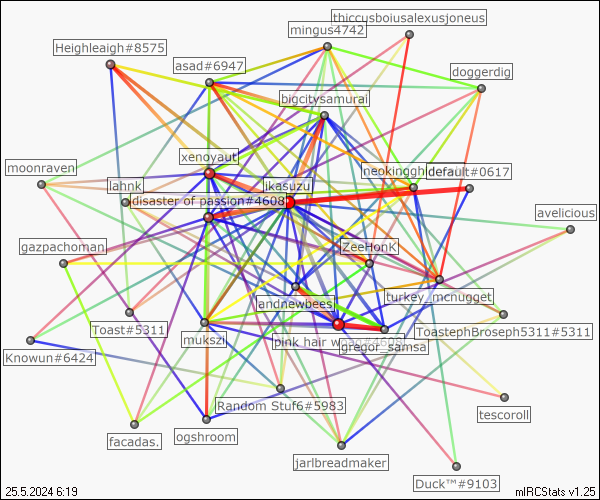 thiccusboiusalexusjoneus
mingus4742
Heighleaigh#8575
asad#6947
doggerdig
bigcitysamurai
xenoyaut
moonraven
default#0617
lahnk
ikasuzu
disaster of passion#4608
avelicious
ZeeHonk
gazpachoman
turkey_mcnugget
andnewbees
Toast#5311
ToastephBroseph5311#5311
mukszi
pink hair
gregor_samsa
Knowun#6424
Random Stuf6#5983
tescoroll
facadas.
ogshroom
jarlbreadmaker
Duck™#9103
25.5.2024 6:19
mIRCStats v1.25